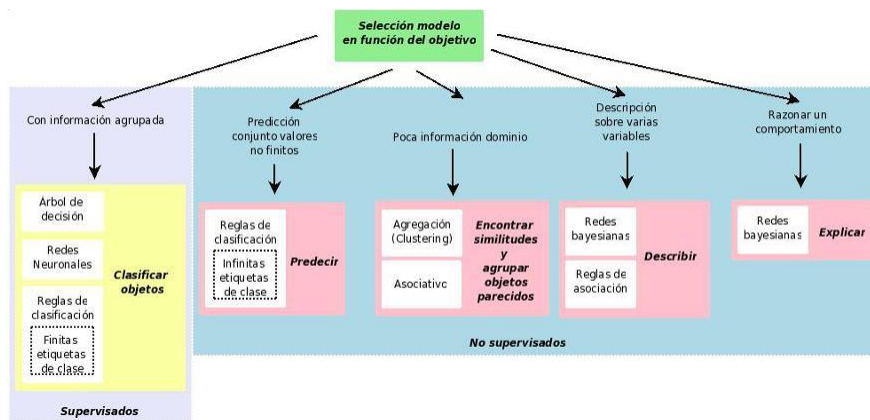 Selección modelo
en función del objetivo
Con información agrupada
Predicción
conjunto valores
no finitos
Poca información dominio
Descripción
sobre varias
variables
Razonar un
comportamiento
Árbol de
decisión
Redes
Neuronales
Reglas de
clasificación
Finitas
etiquetas
de clase
Clasificar
objetos
Reglas de
clasificación
Infinitas
etiquetas
de clase
Predecir
Agregación
(Clustering)
Asociativo
Encontrar
similitudes
y
agrupar
objetos
parecidos
Redes
bayesianas
Reglas de
asociación
Describir
Redes
bayesianas
Explicar
No supervisados
Supervisados